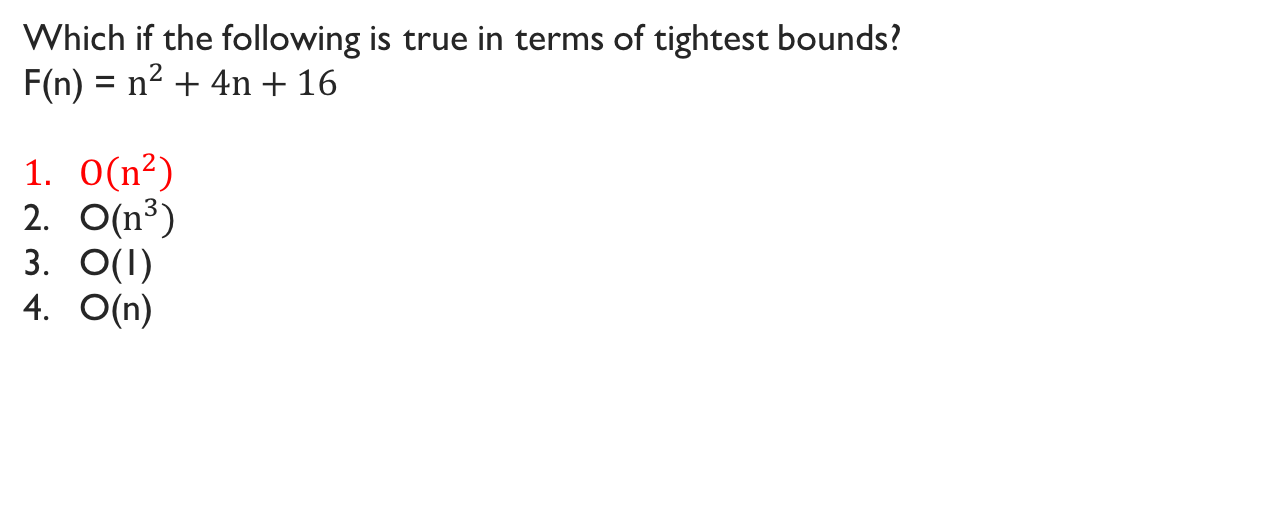 Which if the following is true in terms of tightest bounds?
F(n) = n² + 4n + 16
1. O(n²)
2. O(n³)
3. O(1)
4. O(n)